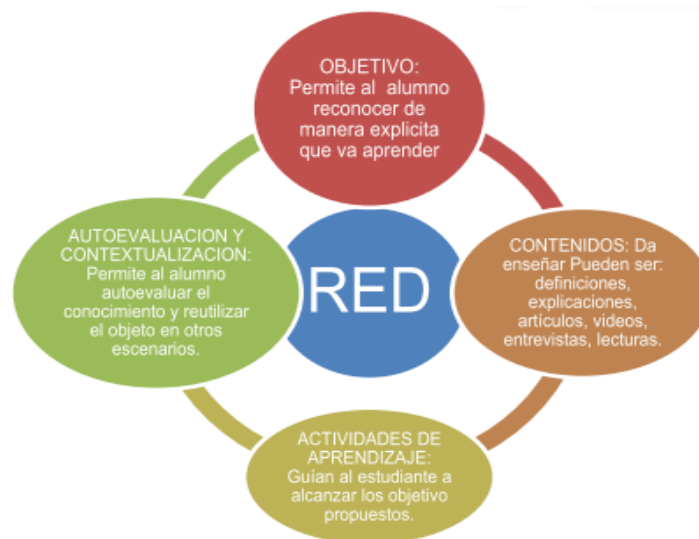 OBJETIVO:
Permite al alumno
reconocer de
manera explicita
que va aprender
AUTOEVALUACION Y
CONTEXTUALIZACION:
Permite al alumno
autoevaluar el
conocimiento y reutilizar
el objeto en otros
escenarios.
RED
CONTENIDOS: Da
enseñar Pueden ser:
definiciones,
explicaciones,
artículos, videos,
entrevistas, lecturas.
ACTIVIDADES DE
APRENDIZAJE:
Guían al estudiante a
alcanzar los objetivo
propuestos.